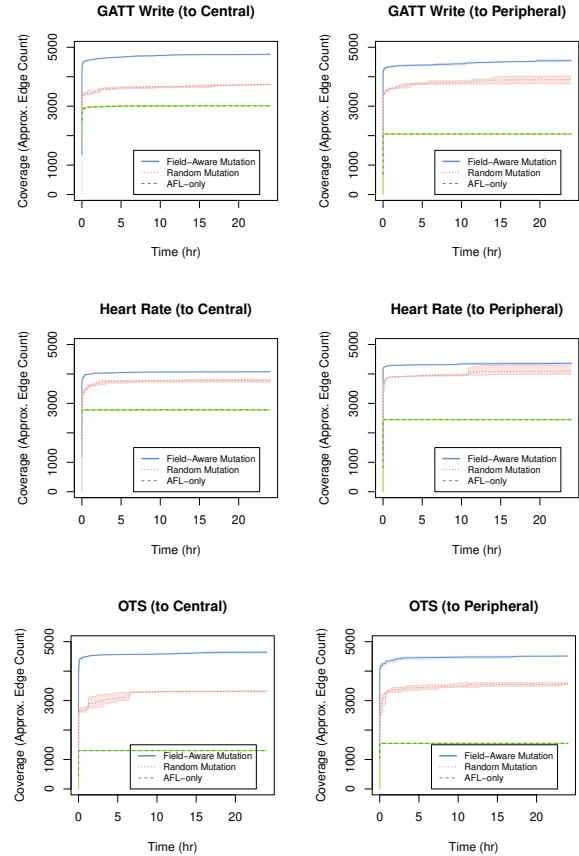 GATT Write (to Central)
Coverage (Approx. Edge Count)
0 1000 3000 5000
Field-Aware Mutation
Random Mutation
AFL-only
0 5 10 15 20
Time (hr)
GATT Write (to Peripheral)
Coverage (Approx. Edge Count)
0 1000 3000 5000
Field-Aware Mutation
Random Mutation
AFL-only
0 5 10 15 20
Time (hr)
Heart Rate (to Central)
Coverage (Approx. Edge Count)
0 1000 3000 5000
Field-Aware Mutation
Random Mutation
AFL-only
0 5 10 15 20
Time (hr)
Heart Rate (to Peripheral)
Coverage (Approx. Edge Count)
0 1000 3000 5000
Field-Aware Mutation
Random Mutation
AFL-only
0 5 10 15 20
Time (hr)
OTS (to Central)
Coverage (Approx. Edge Count)
0 1000 3000 5000
Field-Aware Mutation
Random Mutation
AFL-only
0 5 10 15 20
Time (hr)
OTS (to Peripheral)
Coverage (Approx. Edge Count)
0 1000 3000 5000
Field-Aware Mutation
Random Mutation
AFL-only
0 5 10 15 20
Time (hr)